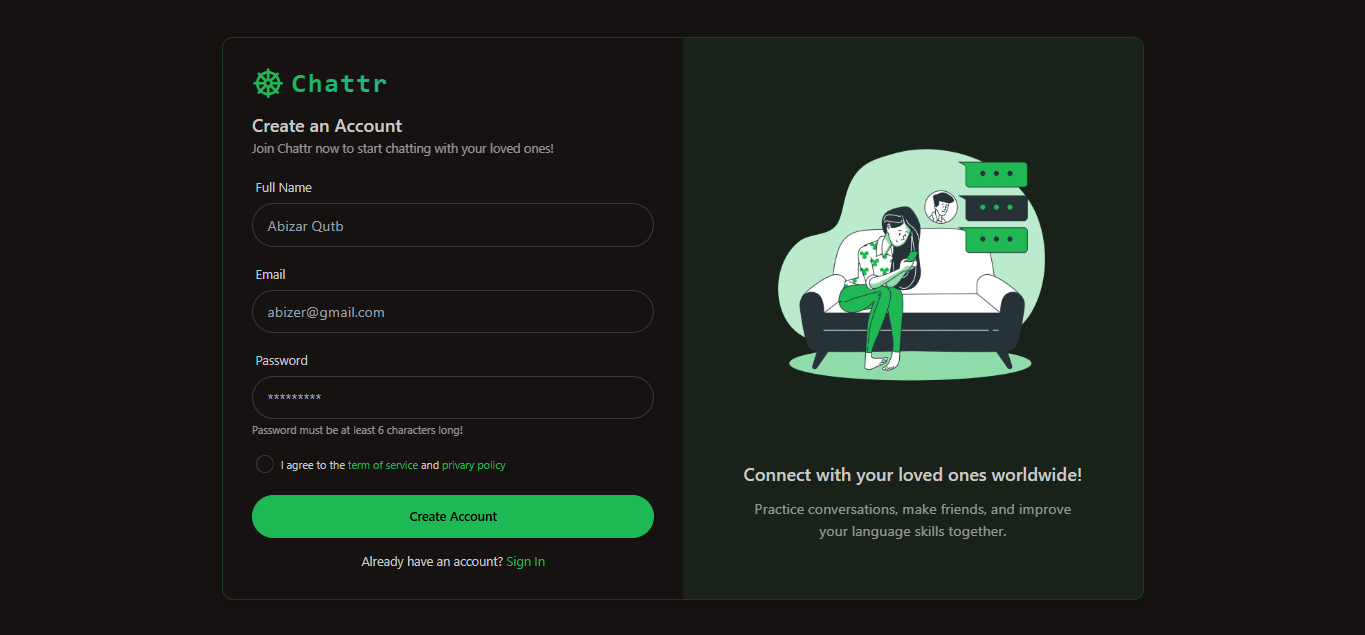 Chattr
Create an Account
Join Chattr now to start chatting with your loved ones!
Full Name
Abizar Qutb
Email
abizer@gmail.com
Password
*********
Password must be at least 6 characters long!
I agree to the term of service and privary policy
Create Account
Already have an account? Sign In
Connect with your loved ones worldwide!
Practice conversations, make friends, and improve
your language skills together.